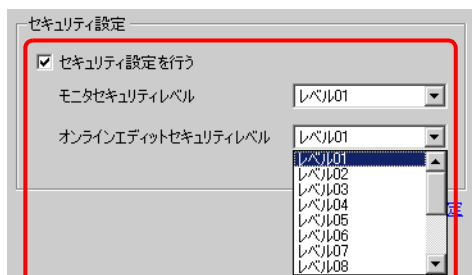 セキュリティ設定
セキュリティ設定を行う
モニタセキュリティレベル レベル01
オンラインエディットセキュリティレベル レベル01
レベル01
レベル02
レベル03
レベル04
レベル05
レベル06
レベル07
レベル08
定